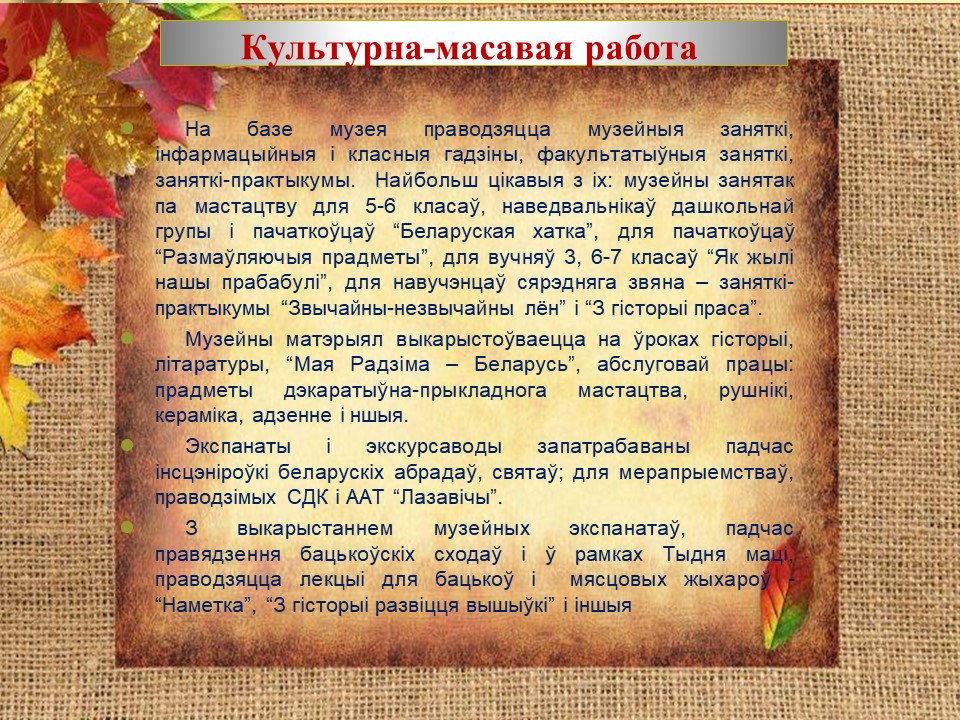 Культурна-масавая работа
На базе музея праводзяцца музейныя заняткі,
інфармацыйныя і класныя гадзіны, факультатыўныя заняткі,
заняткі-практыкумы. Найбольш цікавыя з іх: музейны занятак
па мастацтву для 5-6 класаў, наведвальнікаў дашкольнай
групы і пачаткоўцаў “Беларуская хатка”, для пачаткоўцаў
“Размаўляючыя прадметы”, для вучняў 3, 6-7 класаў “Як жылі
нашы прабабулі”, для навучэнцаў сярэдняга звяна – заняткі-
практыкумы “Звычайны-незвычайны лён” і “З гісторыі праса”.
Музейны матэрыял выкарыстоўваецца на ўроках гісторыі,
літаратуры, “Мая Радзіма – Беларусь”, абслуговай працы:
прадметы дэкаратыўна-прыкладнога мастацтва, рушнікі,
кераміка, адзенне і ншыя.
Экспанаты і экскурсаводы запатрабаваны падчас
інсцэніроўкі беларускіх абрадаў, святаў; для мерапрыемстваў,
праводзімых СДК і ААТ “Лазавічы”.
З выкарыстаннем музейных экспанатаў, падчас
правядзення бацькоўскіх сходаў і ў рамках Тыдня маці,
праводзяцца лекцыі для бацькоў і мясцовых жыхароў -
“Наметка”, “З гісторыі развіцця вышыўкі” і іншыя